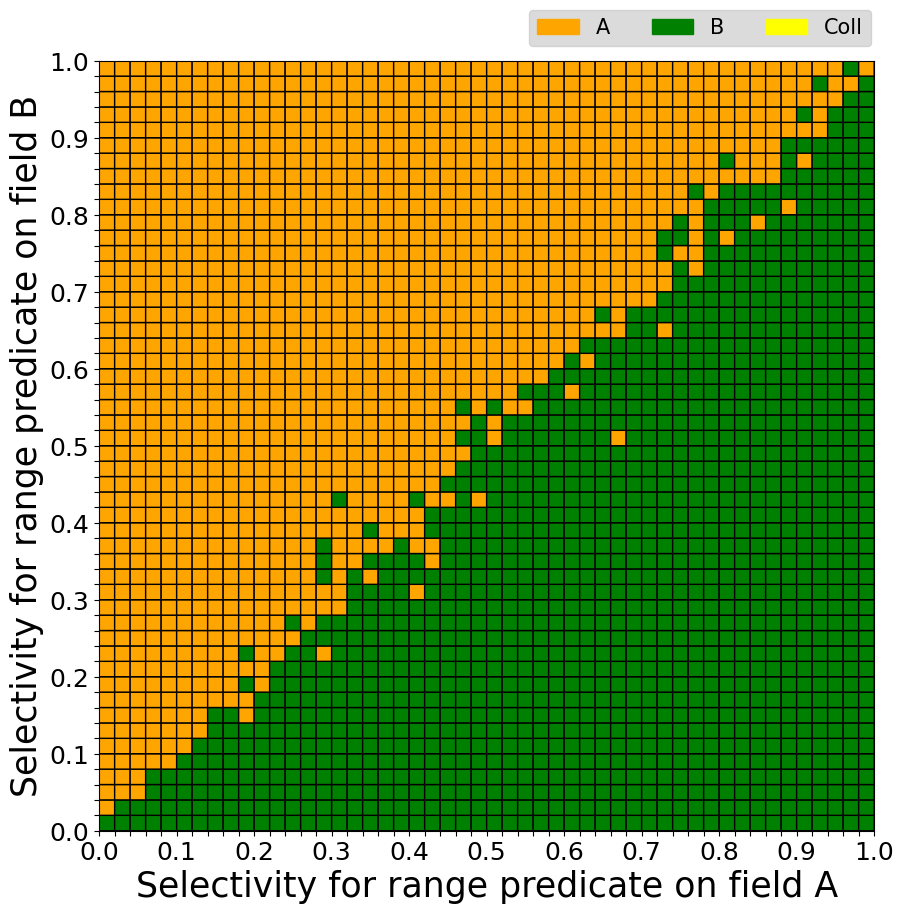 A B Coll
Selectivity for range predicate on field B
1.0
0.9
0.8
0.7
0.6
0.5
0.4
0.3
0.2
0.1
0.0
0.0 0.1 0.2 0.3 0.4 0.5 0.6 0.7 0.8 0.9 1.0
Selectivity for range predicate on field A